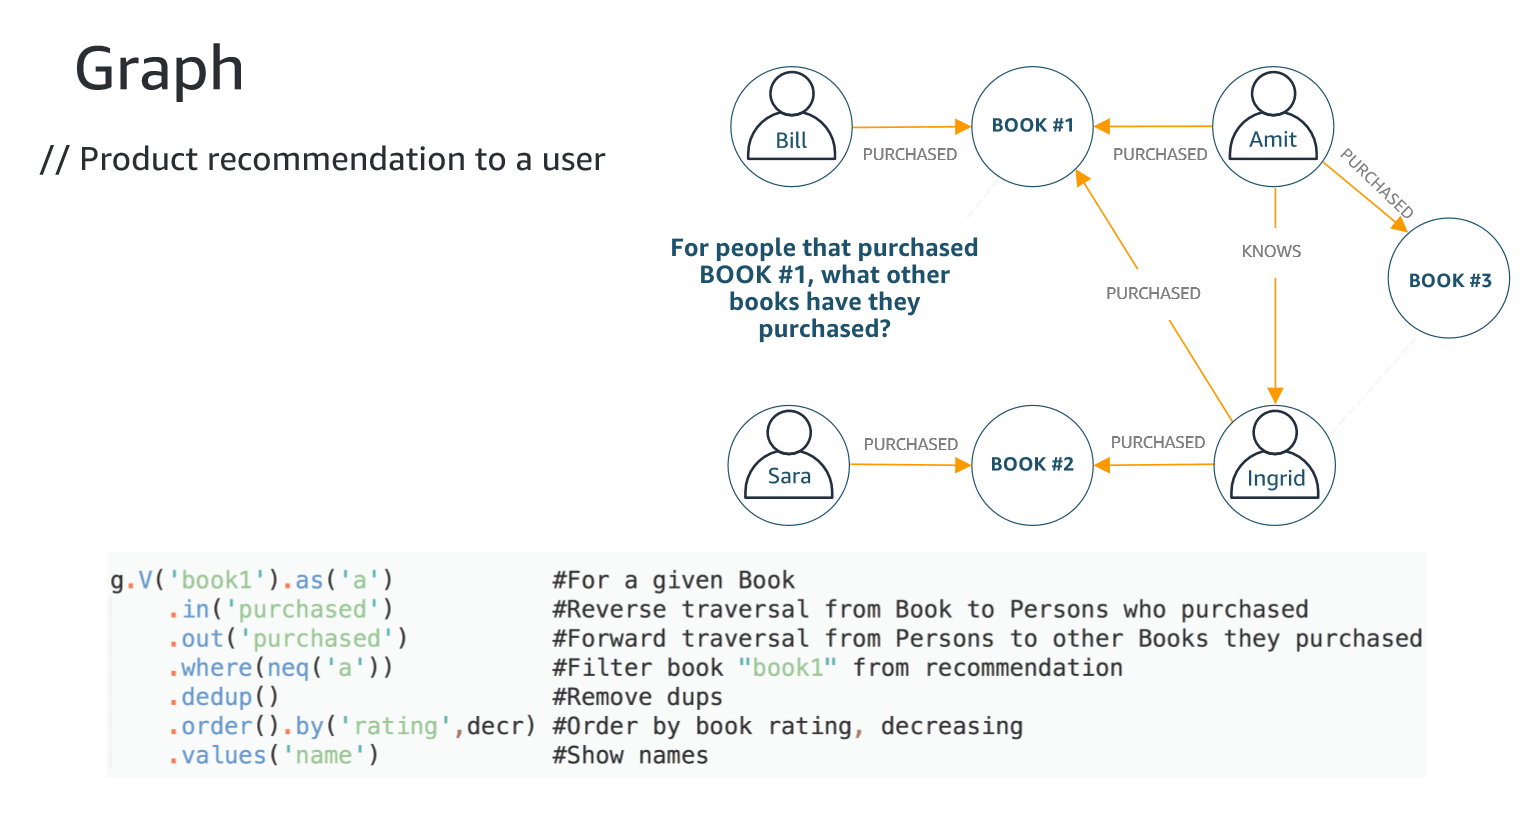 Graph
// Product recommendation to a user
Bill
PURCHASED
BOOK #1
PURCHASED
Amit
PURCHASED
BOOK #3
KNOWS
For people that purchased
BOOK #1, what other
books have they
purchased?
PURCHASED
Sara
PURCHASED
BOOK #2
PURCHASED
Ingrid
g.V('book1').as('a') #For a given Book
.in('purchased') #Reverse traversal from Book to Persons who purchased
.out('purchased') #Forward traversal from Persons to other Books they purchased
.where(neq('a')) #Filter book "book1" from recommendation
.dedup() #Remove dups
.order().by('rating',decr) #Order by book rating, decreasing
.values('name') #Show names